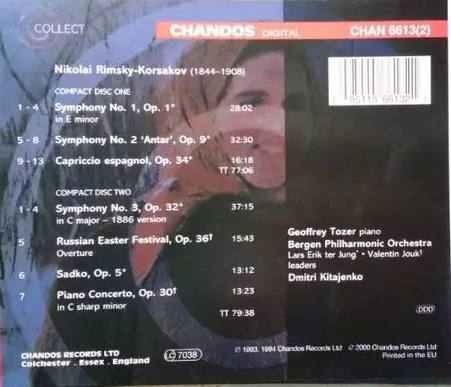 COLLECT
CHANDOS DIGITAL
CHAN 6613(2)
Nikolai Rimsky-Korsakov (1844–1908)
COMPACT DISC ONE
1 - 4 Symphony No. 1, Op. 1* 28:02
in E minor
5 - 8 Symphony No. 2 ‘Antar’, Op. 9* 32:30
9 - 13 Capriccio espagnol, Op. 34* 16:18
TT 77:06
COMPACT DISC TWO
1 - 4 Symphony No. 3, Op. 32* 37:15
in C major – 1886 version
5 Russian Easter Festival, Op. 36† 15:43
Overture
6 Sadko, Op. 5* 13:12
7 Piano Concerto, Op. 30† 13:23
in C sharp minor
TT 79:38
95115 66132
Geoffrey Tozer piano
Bergen Philharmonic Orchestra
Lars Erik ter Jung* • Valentin Jouk†
leaders
Dmitri Kitajenko
DDD
CHANDOS RECORDS LTD
Colchester . Essex . England
LC 7038
℗ 1993, 1994 Chandos Records Ltd © 2000 Chandos Records Ltd
Printed in the EU